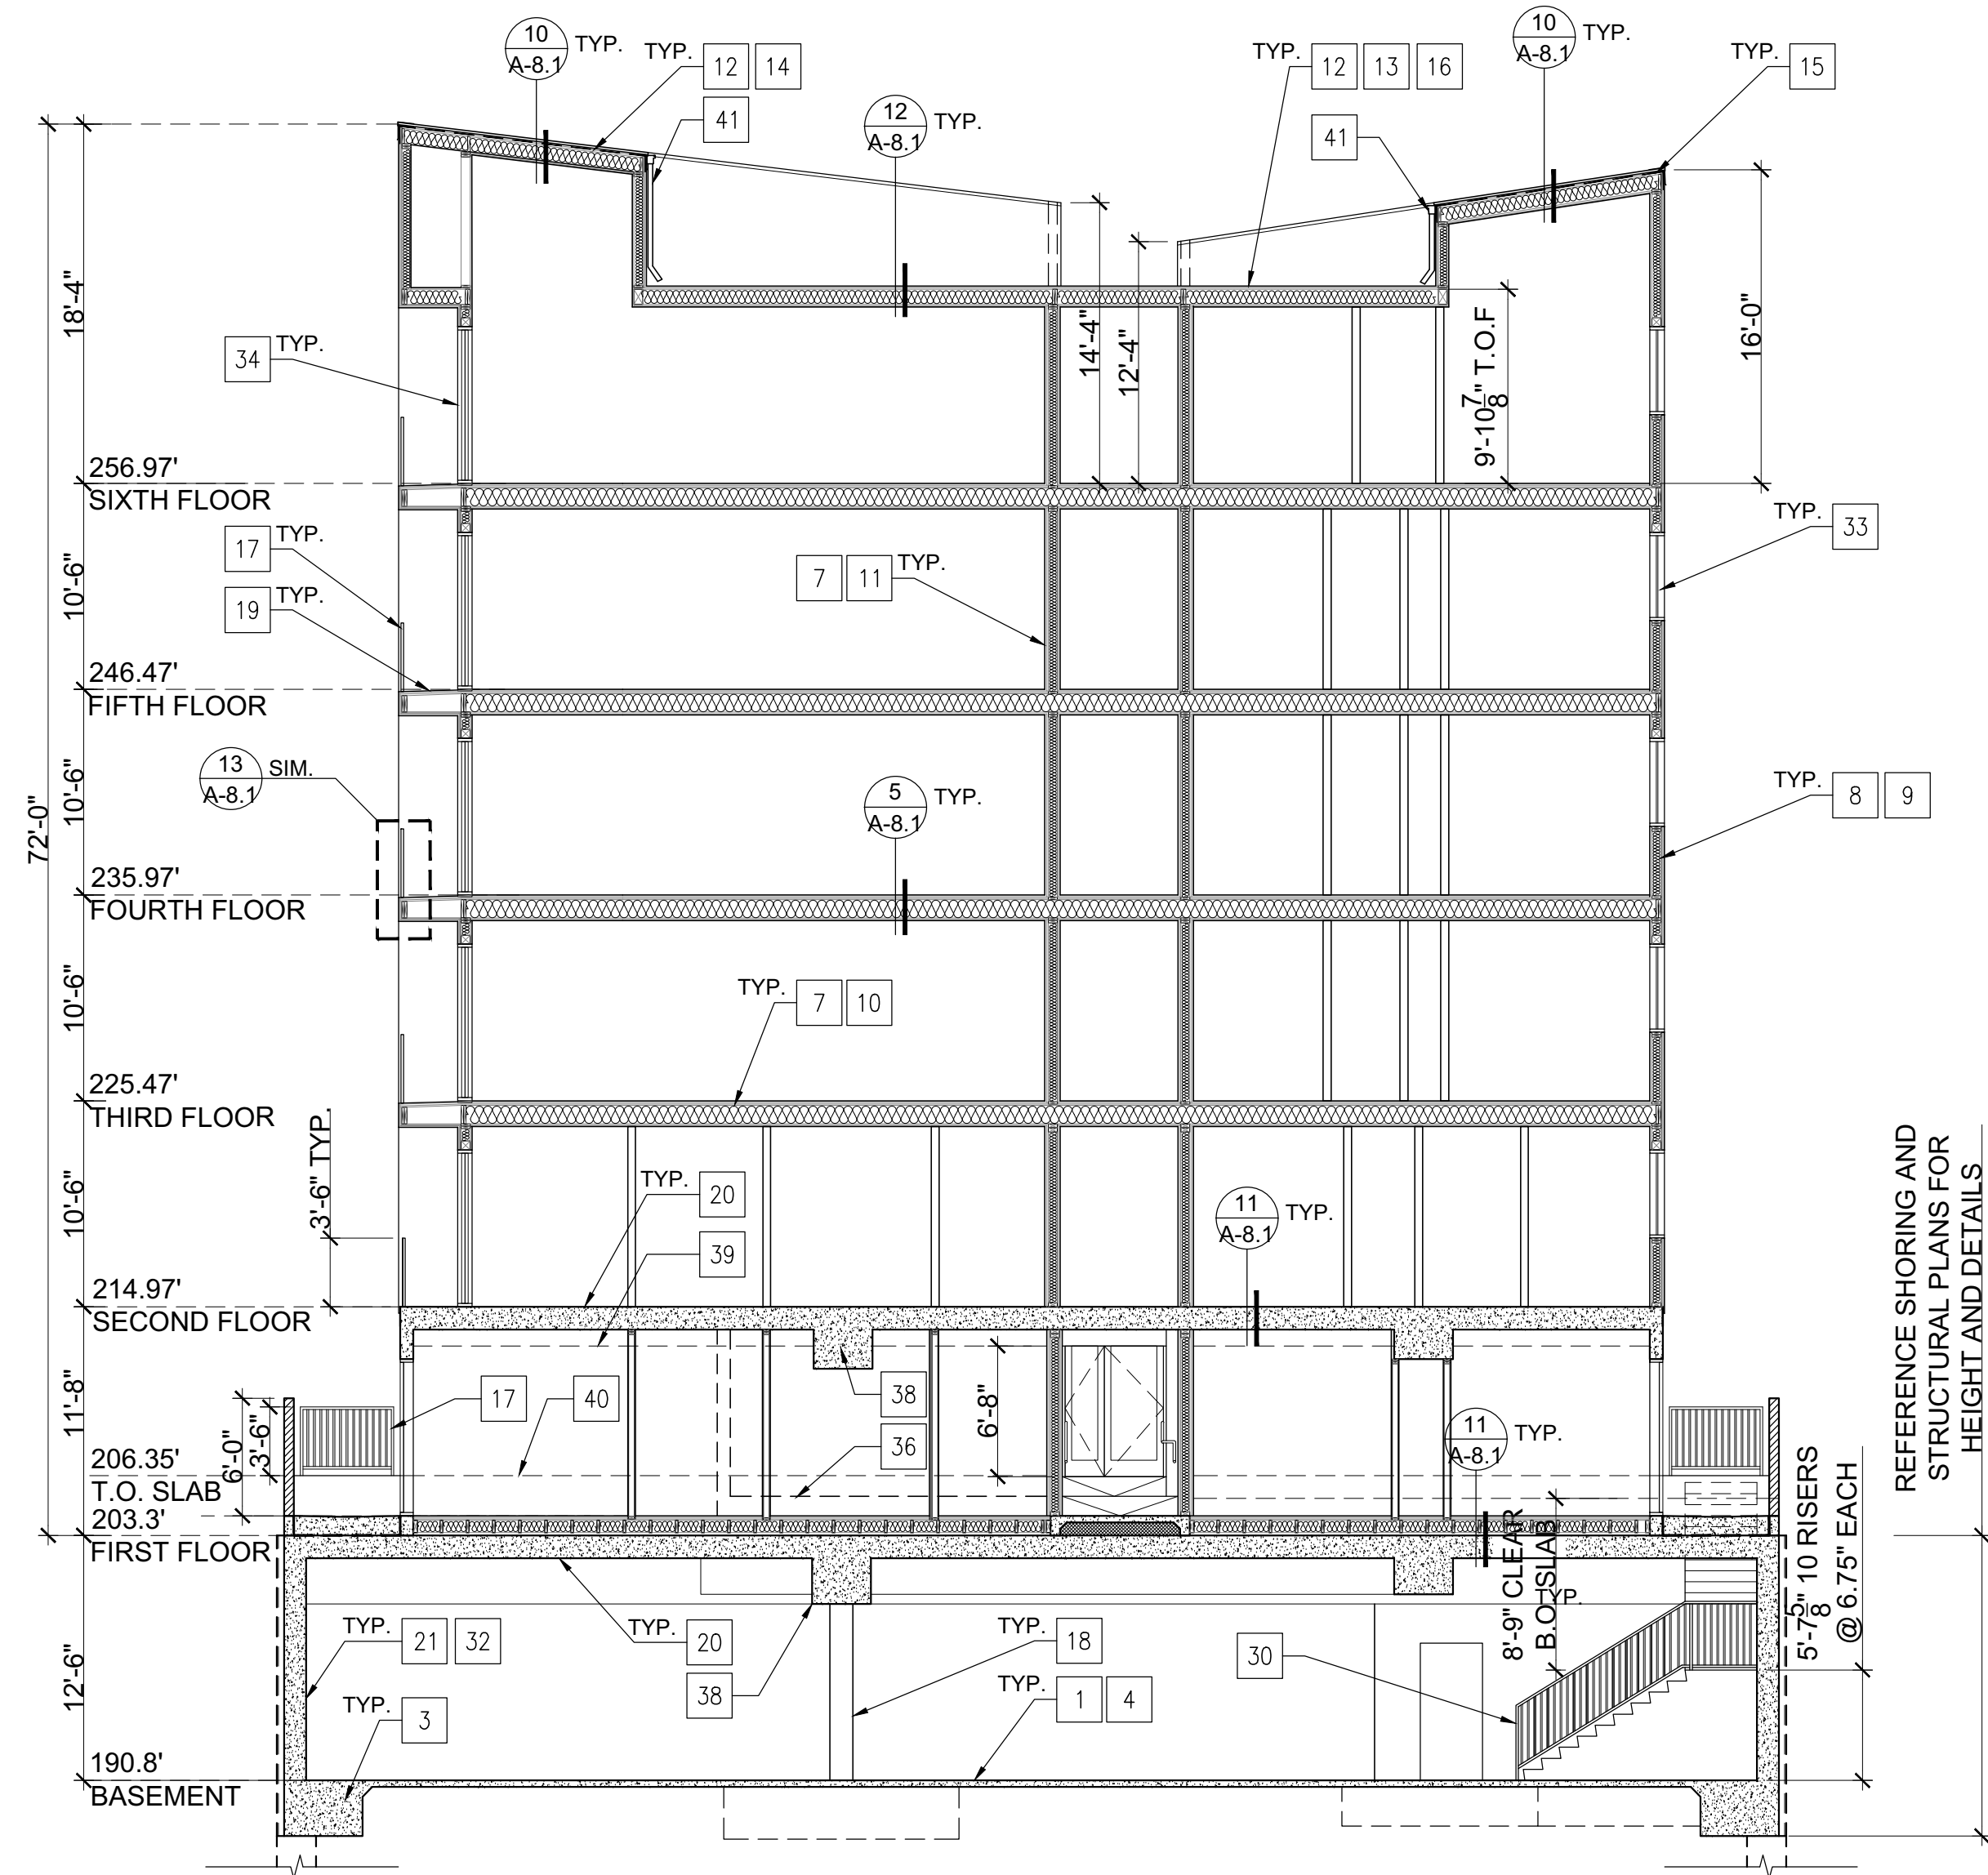 10
A-8.1
TYP.
TYP.
12 14
41
12
A-8.1
TYP.
TYP.
12 13 16
41
10
A-8.1
TYP.
TYP.
15
18'-4"
34
TYP.
14'-4"
12'-4"
9'-10 7/8" T.O.F
16'-0"
256.97'
SIXTH FLOOR
17
TYP.
19
TYP.
7 11
TYP.
TYP.
33
10'-6"
246.47'
FIFTH FLOOR
13
A-8.1
SIM.
5
A-8.1
TYP.
TYP.
8 9
72'-0"
10'-6"
235.97'
FOURTH FLOOR
TYP.
7 10
10'-6"
225.47'
THIRD FLOOR
3'-6" TYP.
TYP.
20
39
11
A-8.1
TYP.
10'-6"
214.97'
SECOND FLOOR
REFERENCE SHORING AND
STRUCTURAL PLANS FOR
HEIGHT AND DETAILS
11'-8"
6'-0"
3'-6"
17
40
38
36
6'-8"
11
A-8.1
TYP.
206.35'
T.O. SLAB
203.3'
FIRST FLOOR
8'-9" CLEAR
B.O. SLAB
TYP.
5'-7 5/8" 10 RISERS
@ 6.75" EACH
12'-6"
TYP.
21 32
TYP.
20
38
TYP.
18
TYP.
1 4
30
TYP.
3
190.8'
BASEMENT